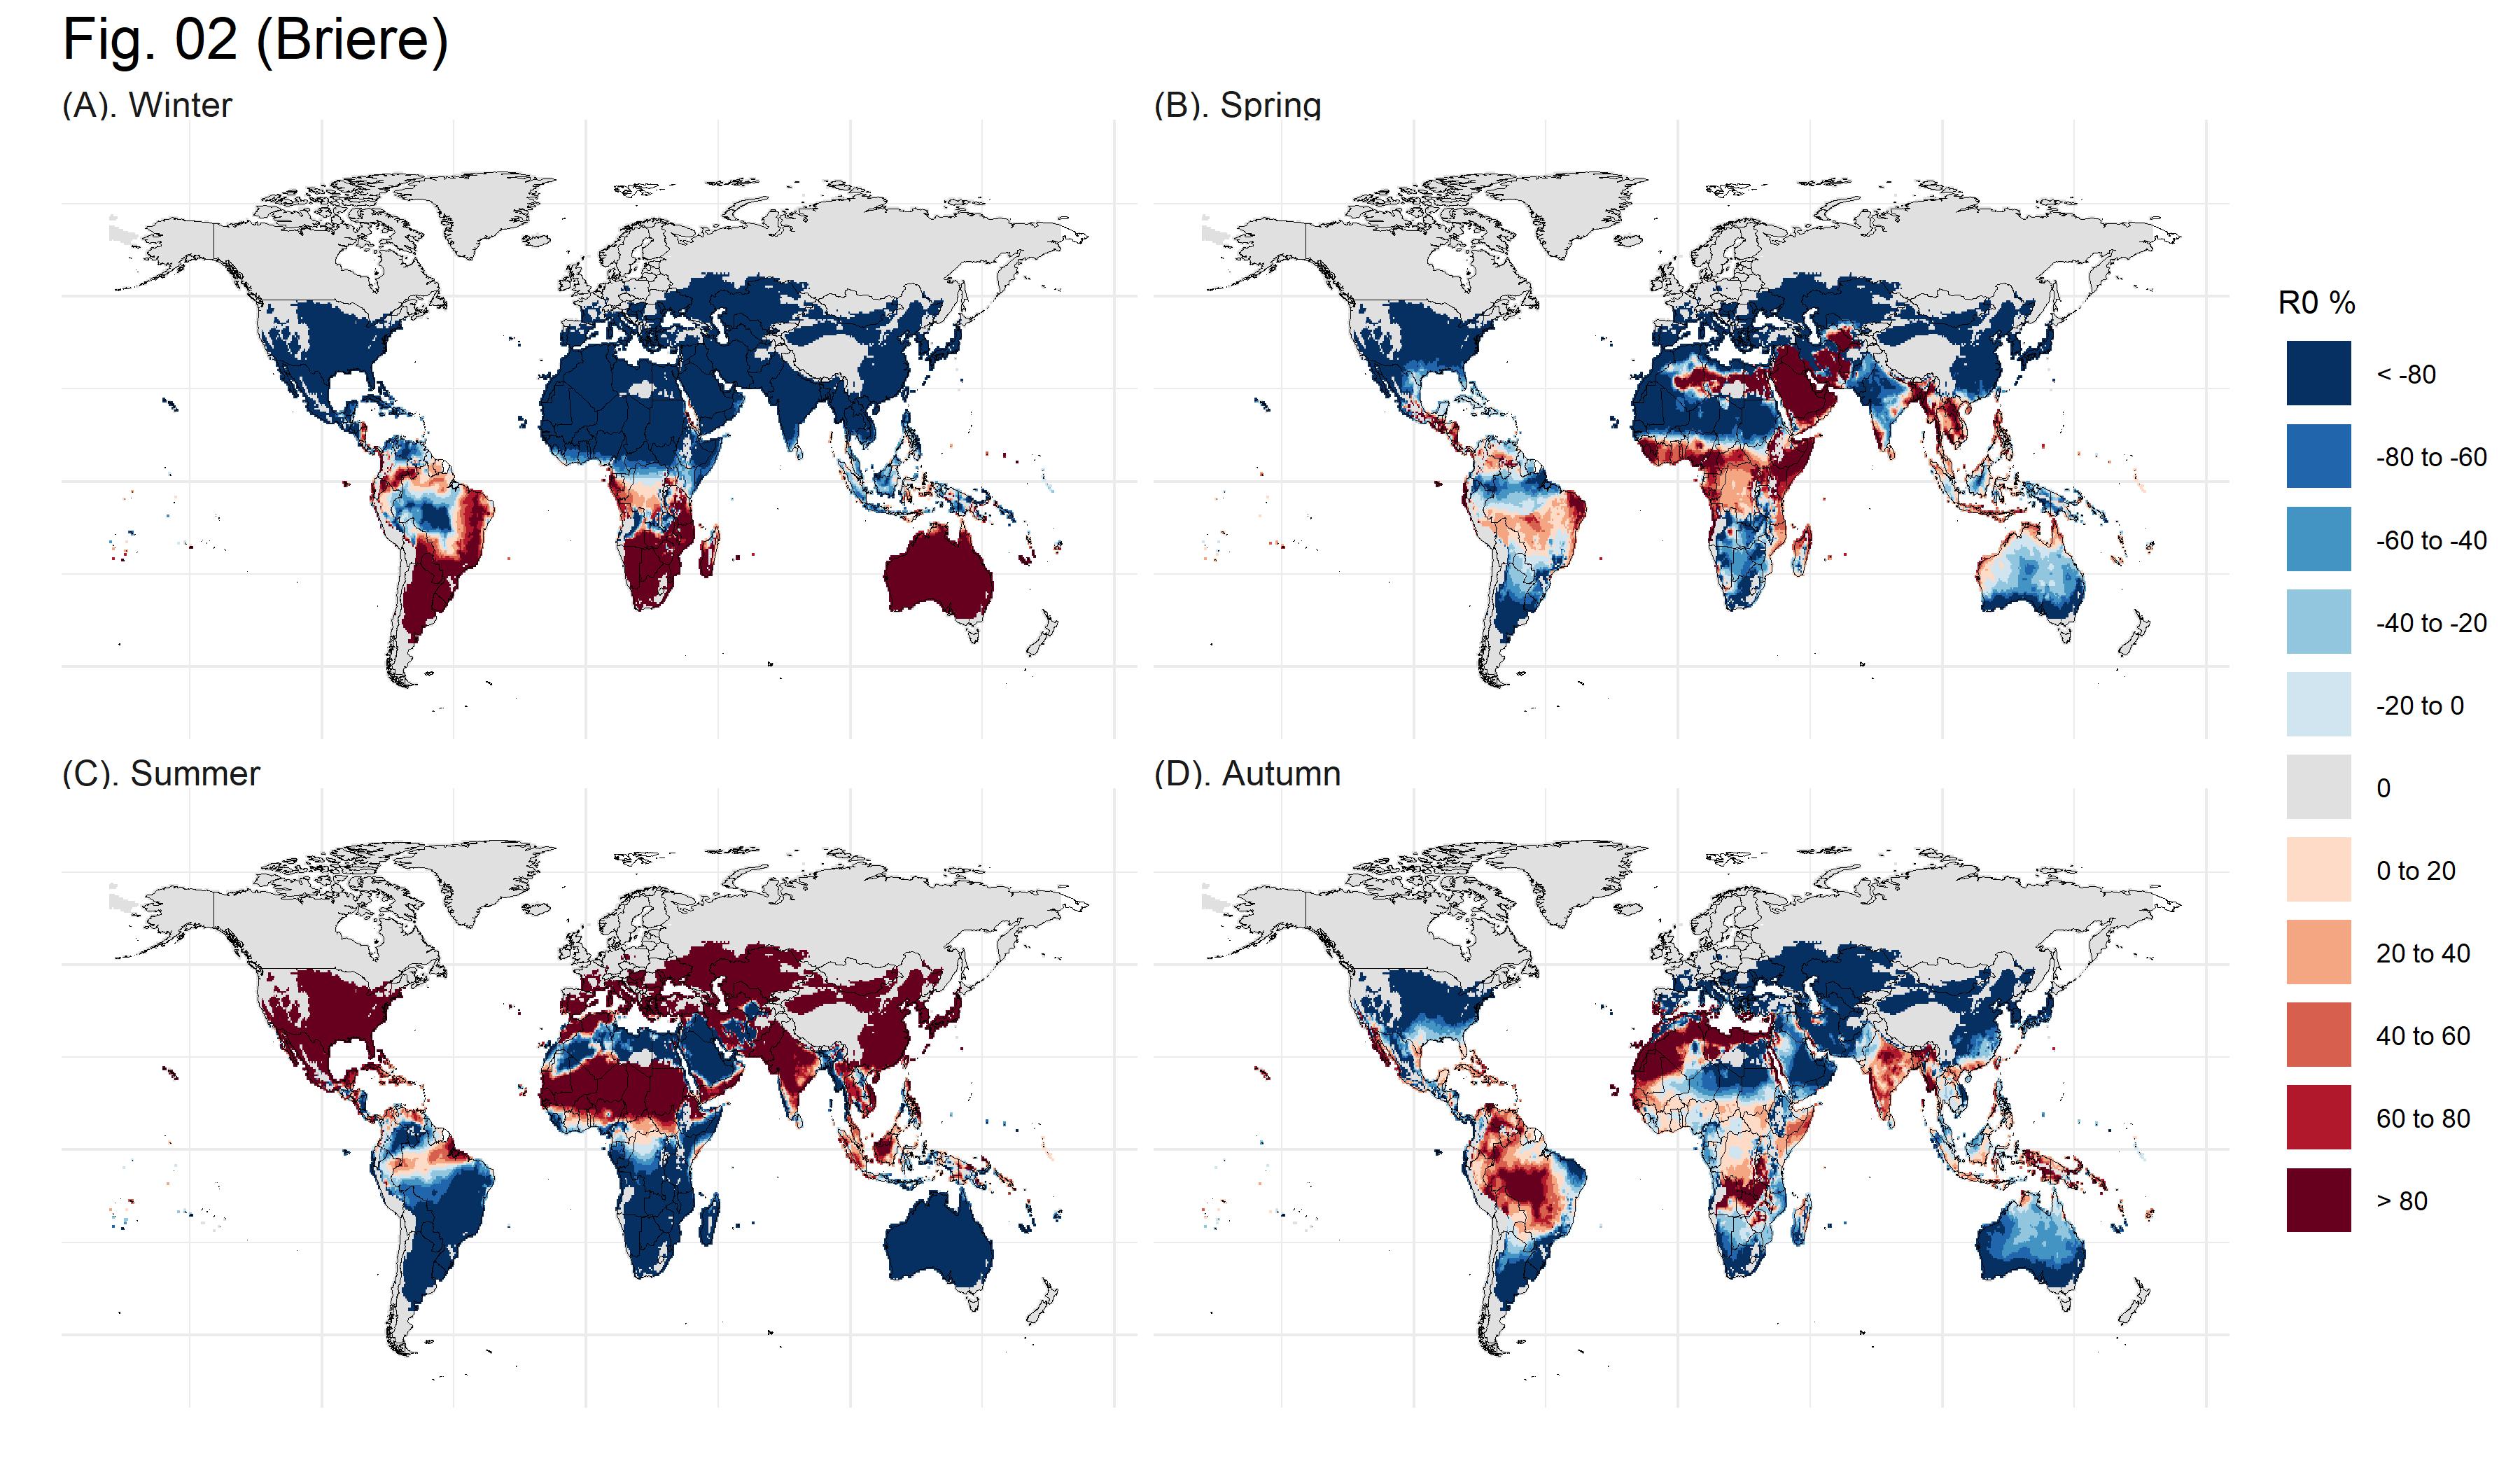 Fig. 02 (Briere)
(A). Winter
(B). Spring
(C). Summer
(D). Autumn
R0 %
< -80
-80 to -60
-60 to -40
-40 to -20
-20 to 0
0
0 to 20
20 to 40
40 to 60
60 to 80
> 80